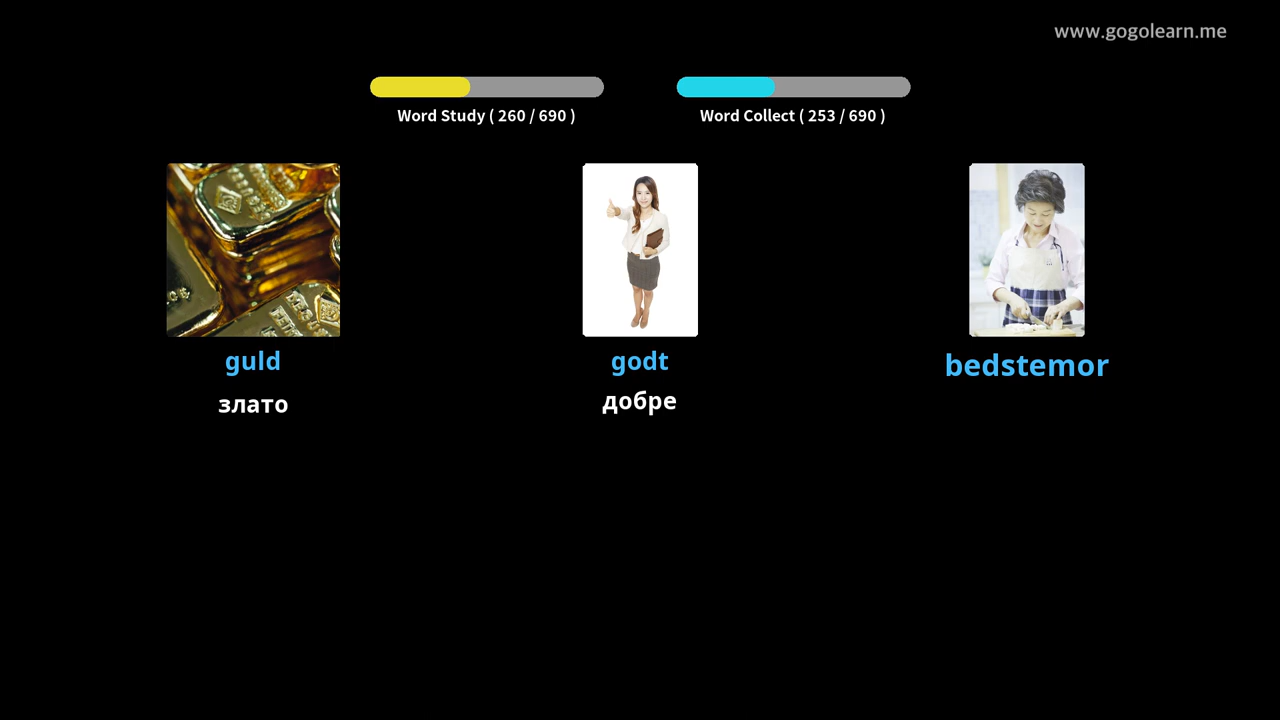 www.gogolearn.me
Word Study ( 260 / 690 )
Word Collect ( 253 / 690 )
guld
godt
bedstemor
злато
добре